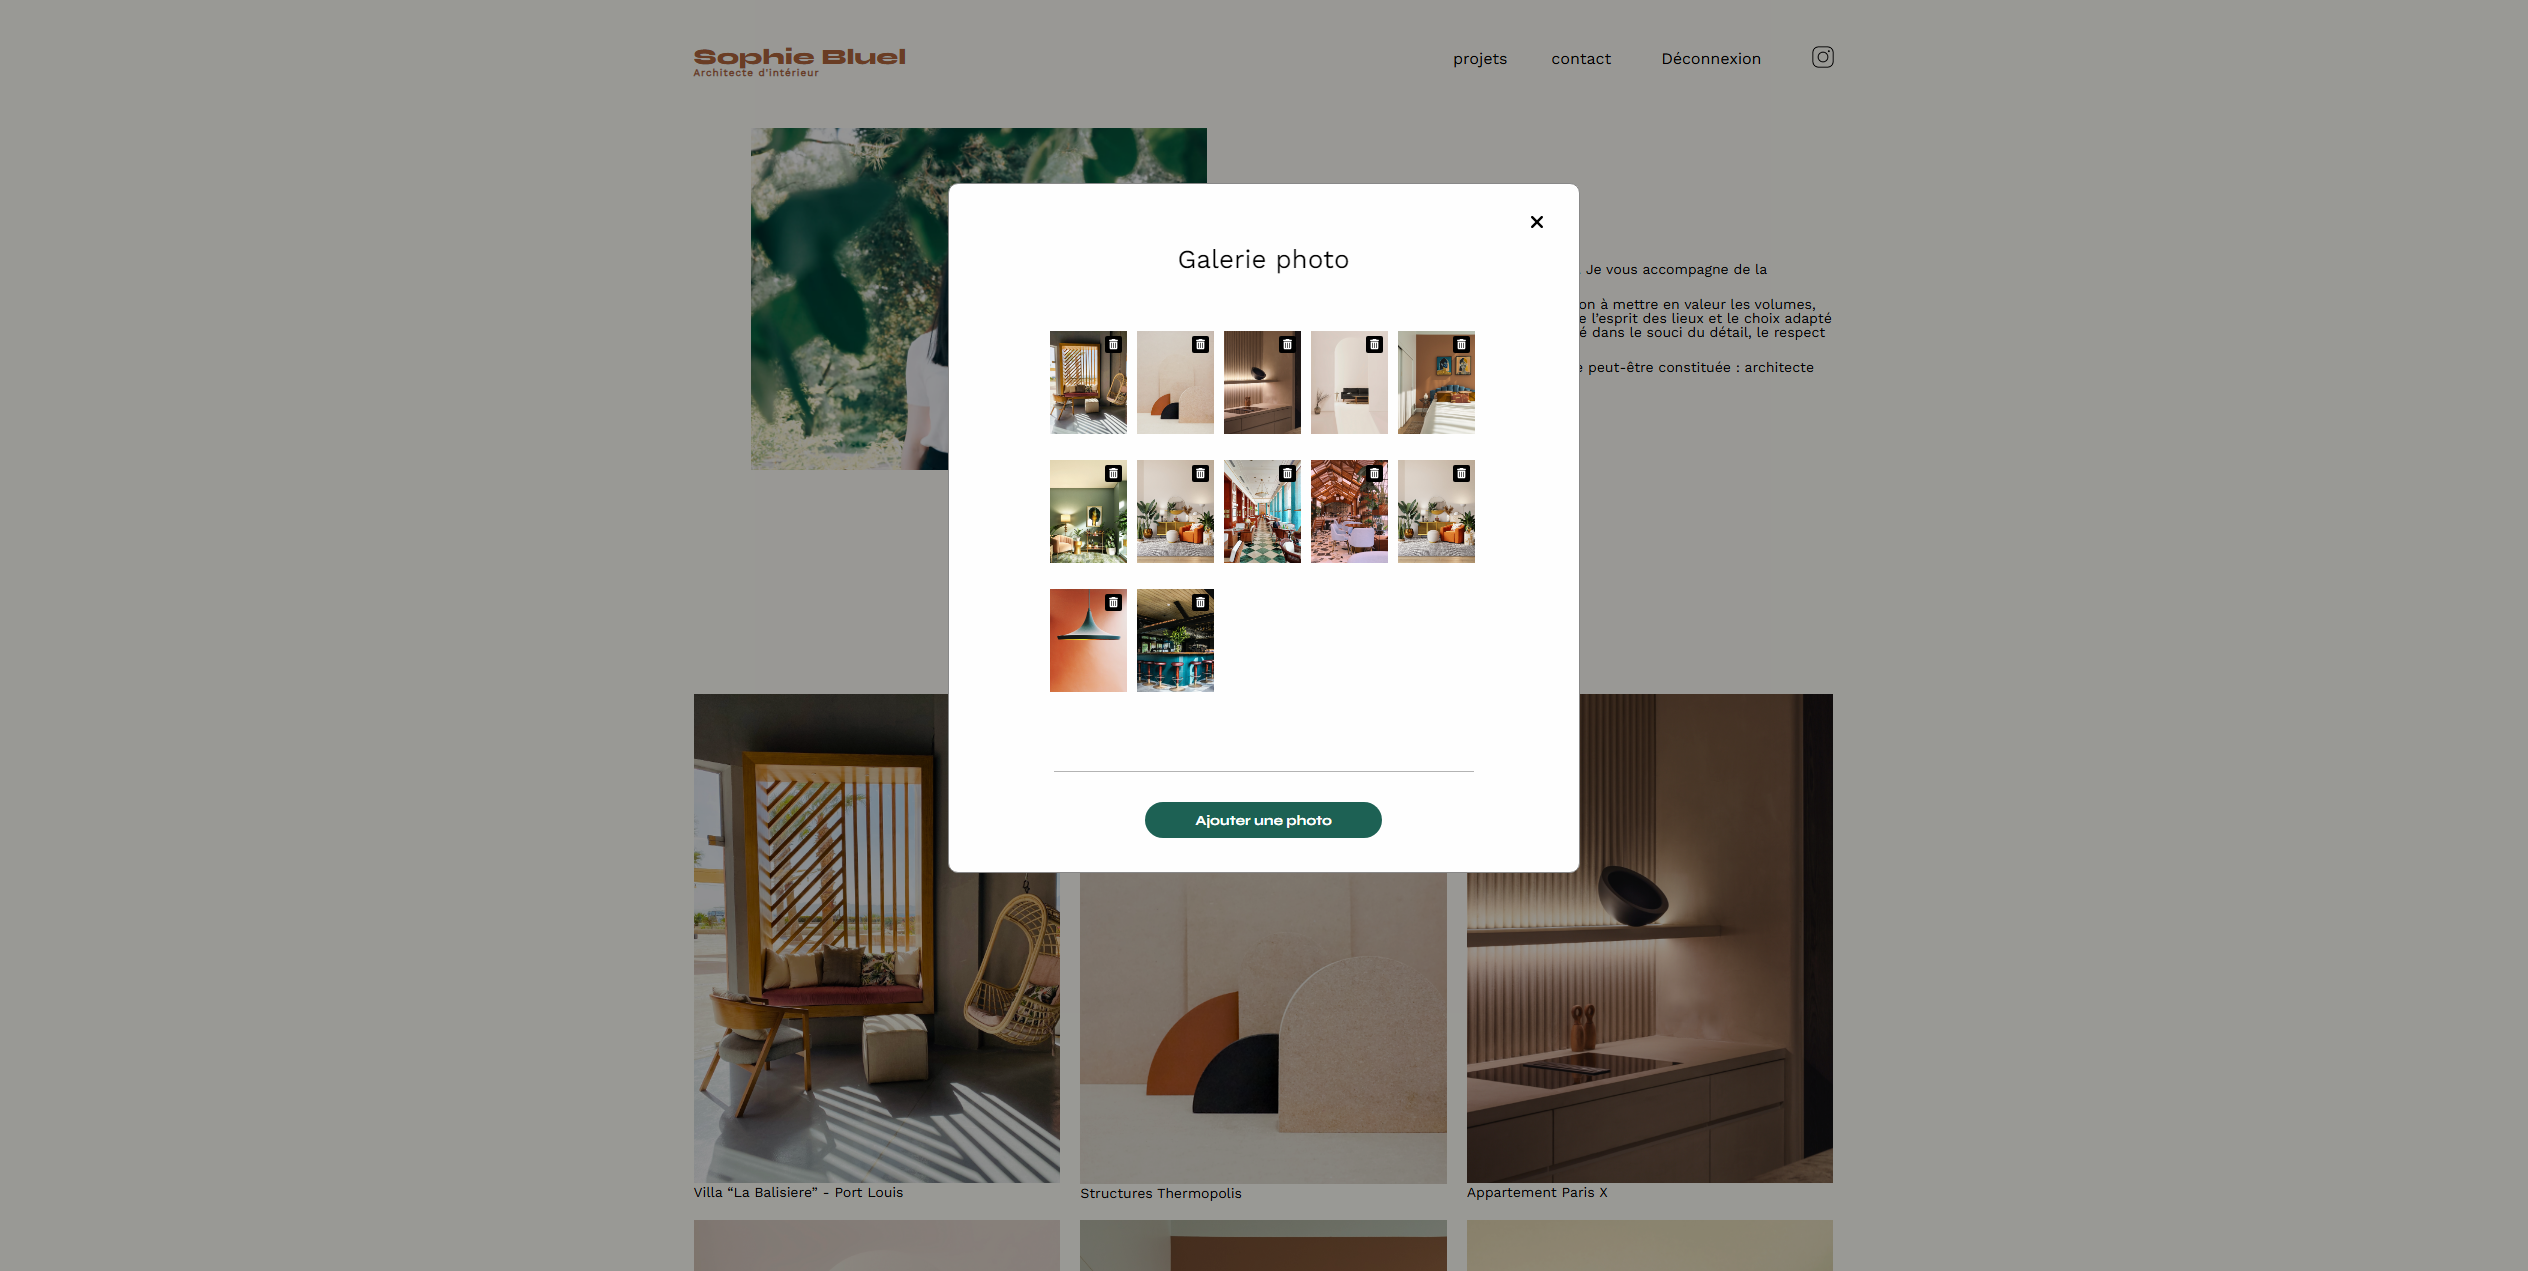 Sophie Bluel
Architecte d'intérieur
projets
contact
Déconnexion
Galerie photo
. Je vous accompagne de la
on à mettre en valeur les volumes,
e l'esprit des lieux et le choix adapté
é dans le souci du détail, le respect
e peut-être constituée : architecte
Ajouter une photo
Villa “La Balisiere” - Port Louis
Structures Thermopolis
Appartement Paris X